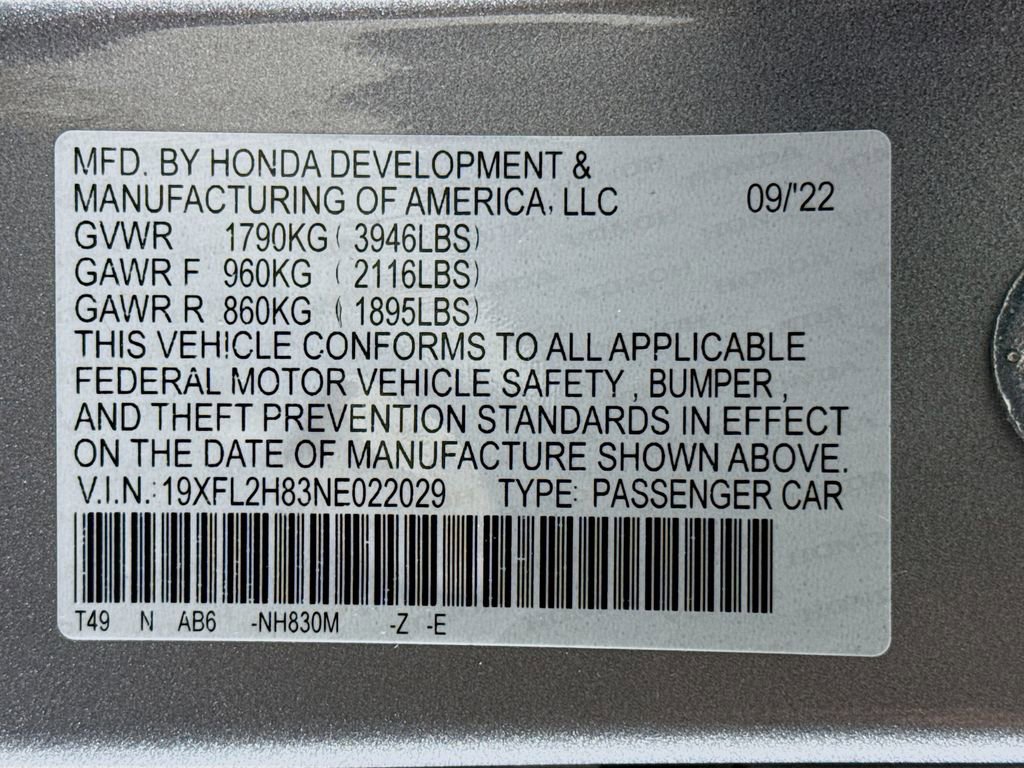 MFD. BY HONDA DEVELOPMENT &
MANUFACTURING OF AMERICA, LLC 09/'22
GVWR 1790KG ( 3946LBS)
GAWR F 960KG ( 2116LBS)
GAWR R 860KG ( 1895LBS)
THIS VEHICLE CONFORMS TO ALL APPLICABLE
FEDERAL MOTOR VEHICLE SAFETY , BUMPER ,
AND THEFT PREVENTION STANDARDS IN EFFECT
ON THE DATE OF MANUFACTURE SHOWN ABOVE.
V.I.N.: 19XFL2H83NE022029 TYPE: PASSENGER CAR
T49 N AB6 -NH830M -Z -E